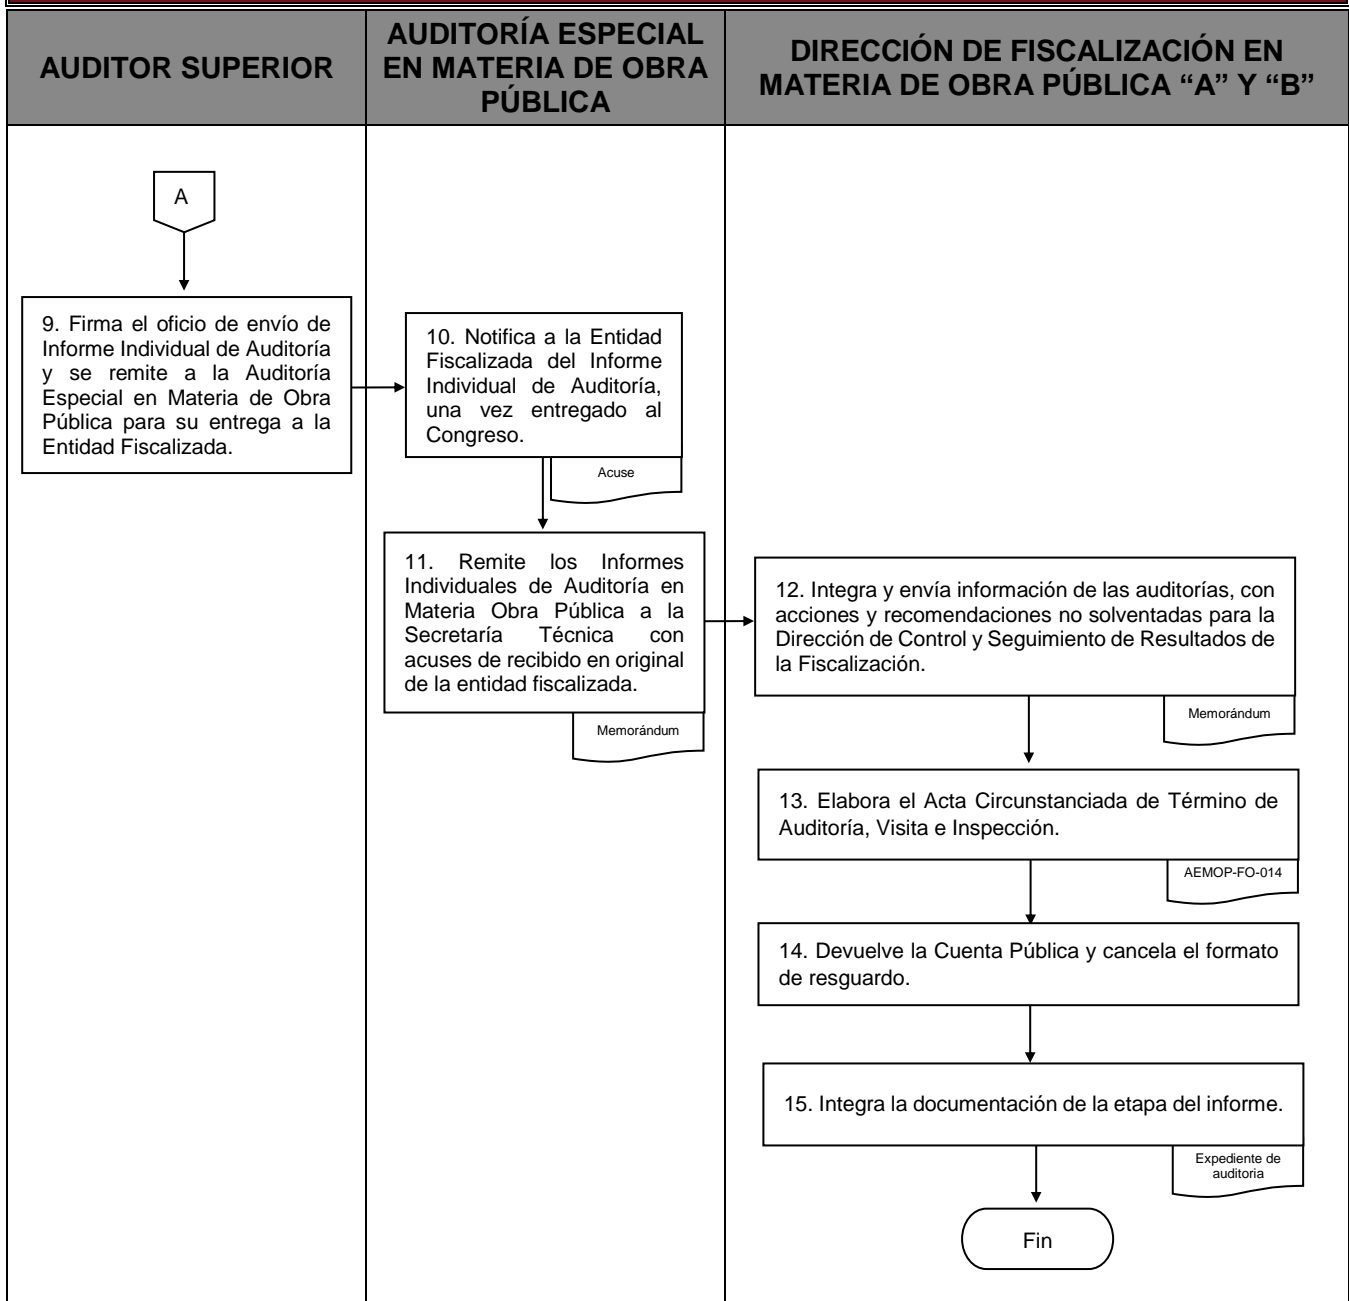 AUDITOR SUPERIOR
AUDITORÍA ESPECIAL
EN MATERIA DE OBRA
PÚBLICA
DIRECCIÓN DE FISCALIZACIÓN EN
MATERIA DE OBRA PÚBLICA “A” Y “B”
A
9. Firma el oficio de envío de
Informe Individual de Auditoría
y se remite a la Auditoría
Especial en Materia de Obra
Pública para su entrega a la
Entidad Fiscalizada.
10. Notifica a la Entidad
Fiscalizada del Informe
Individual de Auditoría,
una vez entregado al
Congreso.
Acuse
11. Remite los Informes
Individuales de Auditoría en
Materia Obra Pública a la
Secretaría Técnica con
acuses de recibido en original
de la entidad fiscalizada.
Memorándum
12. Integra y envía información de las auditorías, con
acciones y recomendaciones no solventadas para la
Dirección de Control y Seguimiento de Resultados de
la Fiscalización.
Memorándum
13. Elabora el Acta Circunstanciada de Término de
Auditoría, Visita e Inspección.
AEMOP-FO-014
14. Devuelve la Cuenta Pública y cancela el formato
de resguardo.
15. Integra la documentación de la etapa del informe.
Expediente de
auditoria
Fin